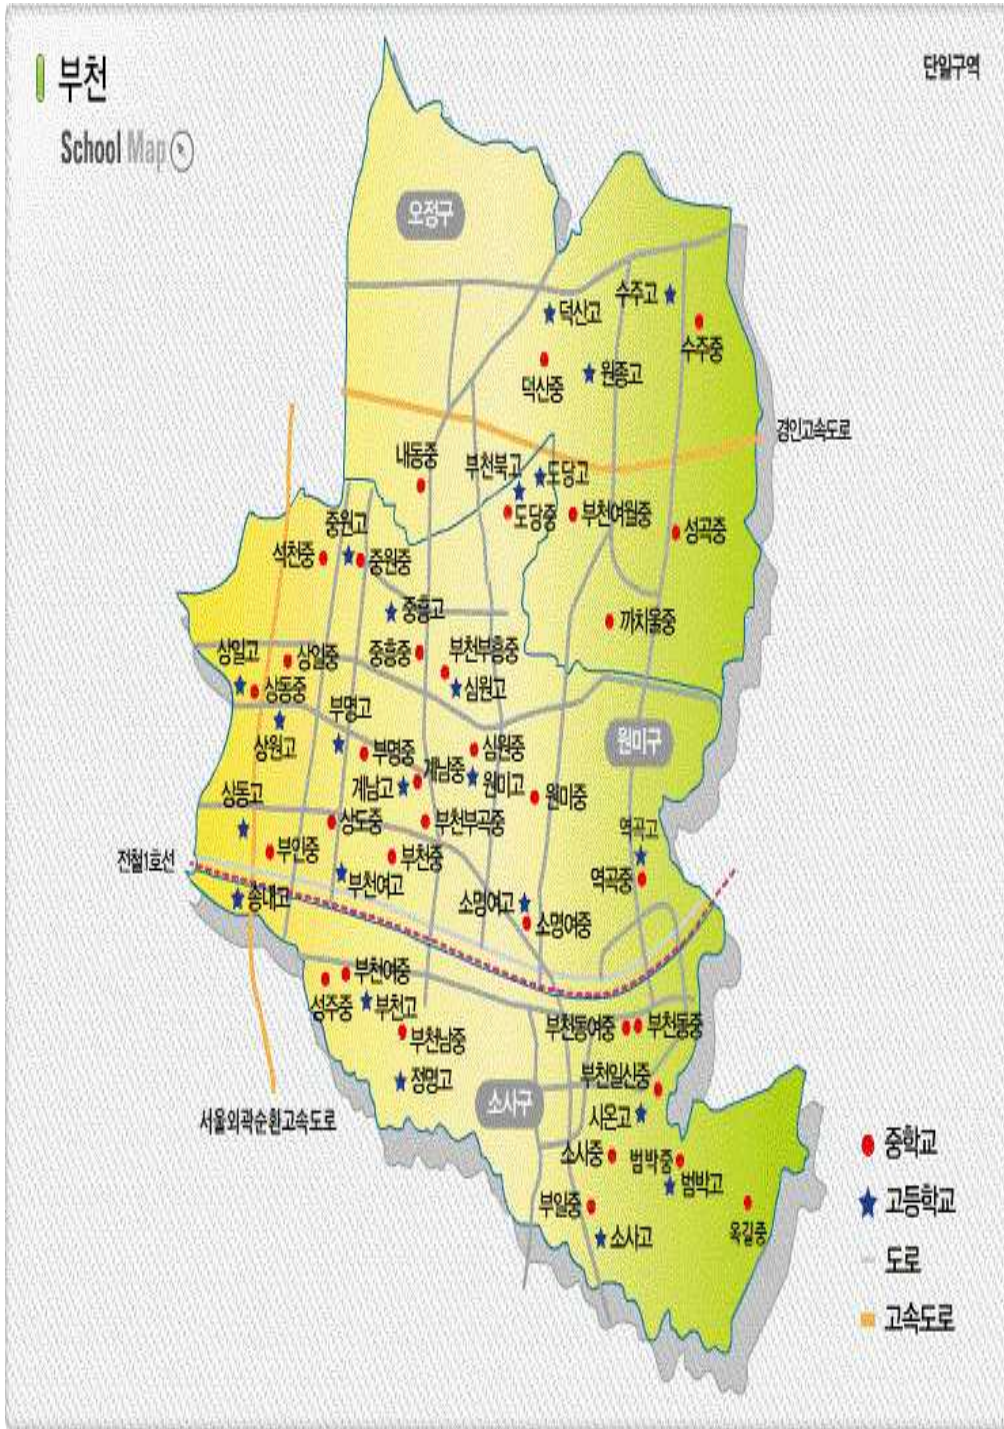 부천
단일구역
School Map
오정구
수주고
덕산고
수주중
덕산중
원종고
경인고속도로
내동중
부천북고
도당고
도당중
부천여월중
성곡중
중원고
석천중
중원중
중흥고
까치울중
상일고
상일중
중흥중
부천부흥중
상동중
심원고
부명고
상원고
원미구
부명중
심원중
계남중
계남고
원미고
상동고
원미중
상도중
부천부곡중
역곡고
부인중
부천중
전철1호선
부천여고
역곡중
송내고
소명여고
소명여중
부천여중
성주중
부천고
부천동여중
부천동중
부천남중
정명고
부천일신중
소사구
시온고
서울외곽순환고속도로
중학교
소사중
범박중
범박고
고등학교
부일중
옥길중
소사고
도로
고속도로